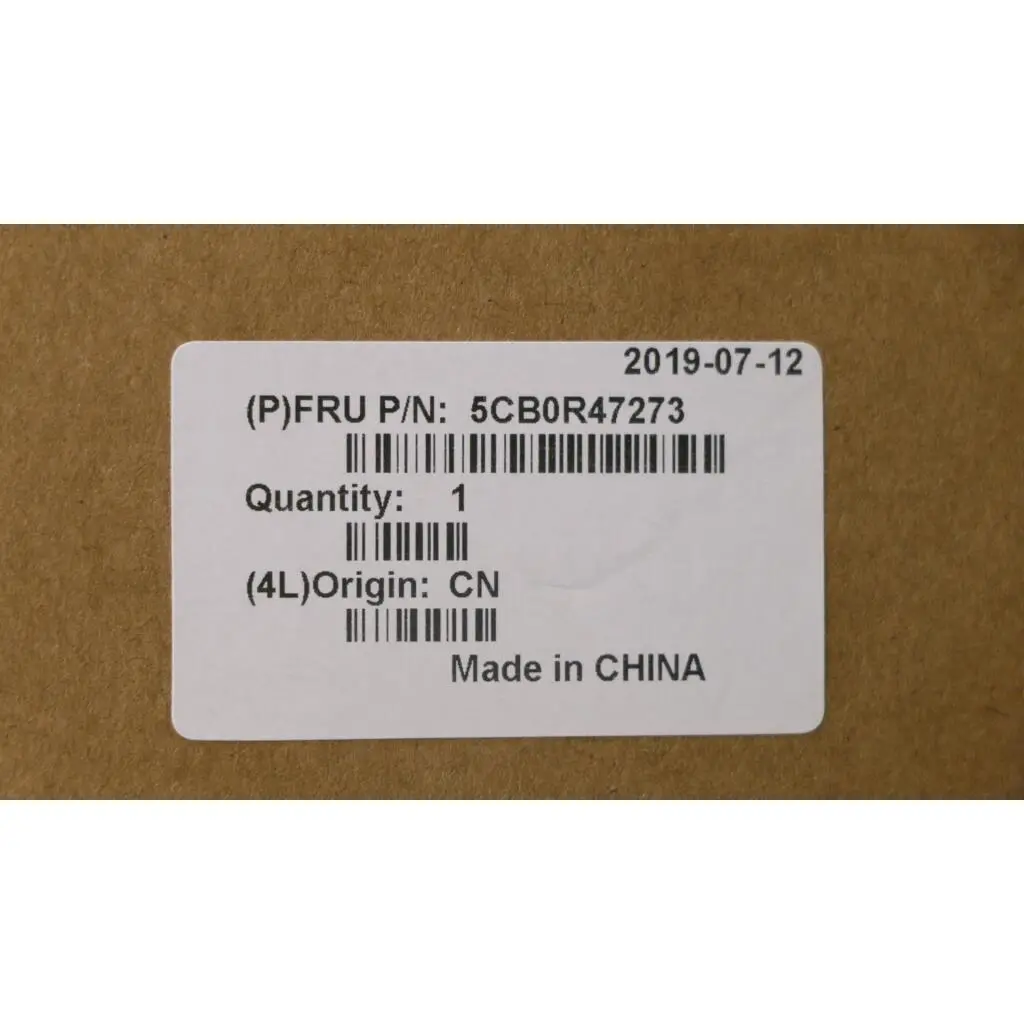 2019-07-12
(P)FRU P/N: 5CB0R47273
Quantity: 1
(4L)Origin: CN
Made in CHINA